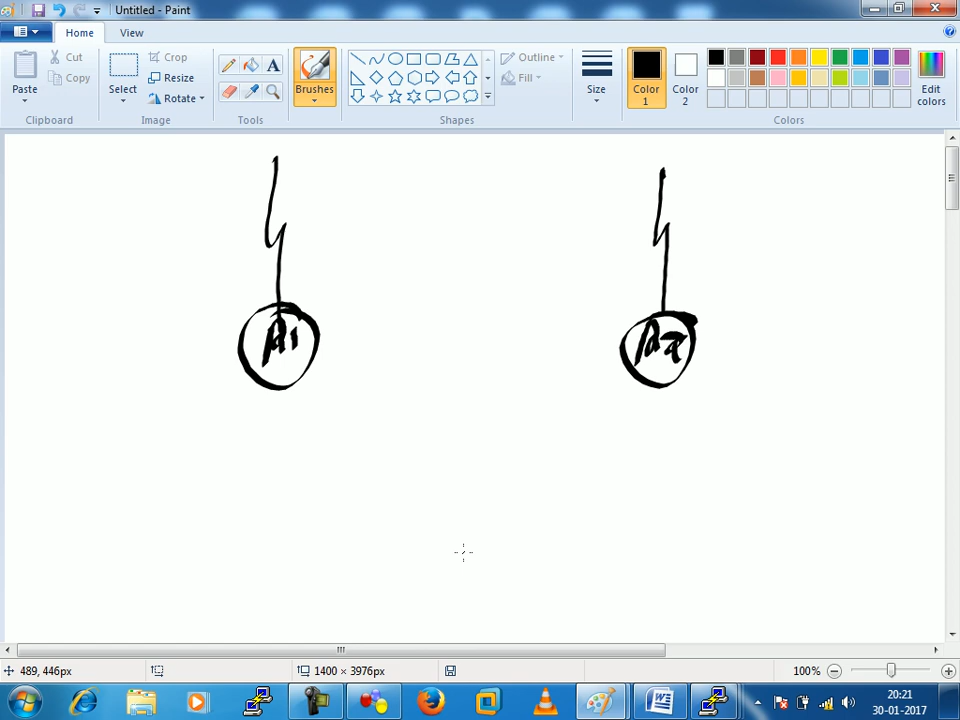 Untitled - Paint
Home View
Paste
Cut
Copy
Clipboard
Select
Crop
Resize
Rotate
Image
Tools
Brushes
Outline
Fill
Shapes
Size
Color 1
Color 2
Edit colors
Colors
A1
A2
489, 446px
1400 × 3976px
100%
20:21
30-01-2017